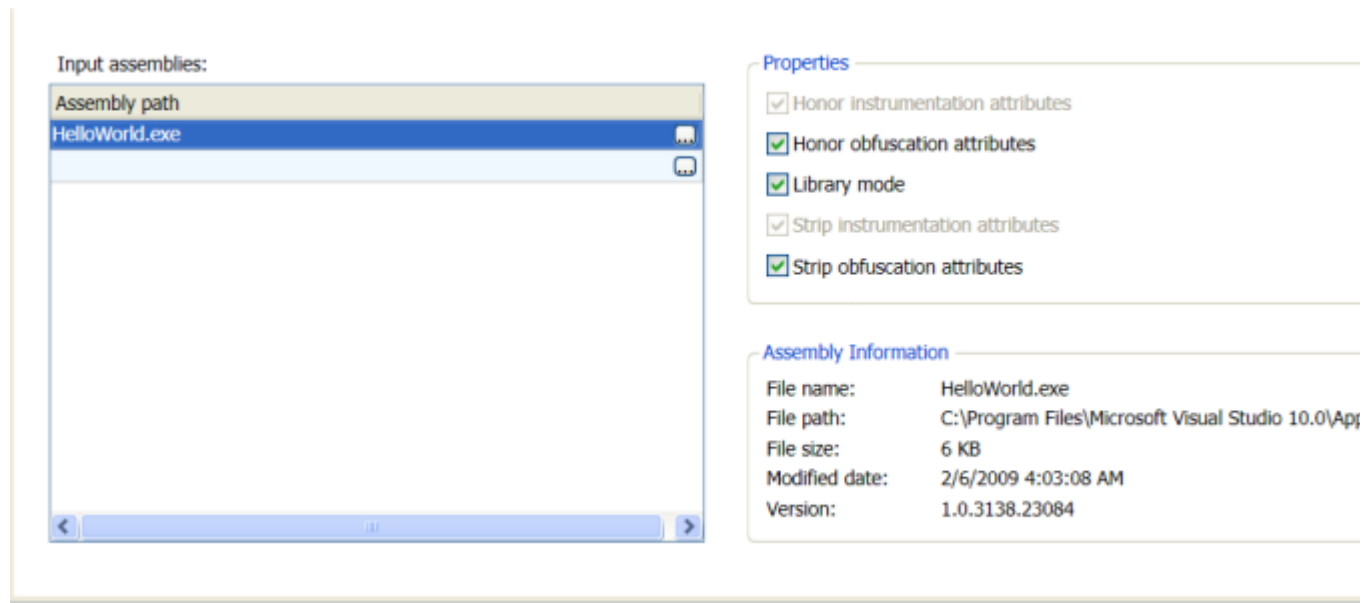 Input assemblies:
Assembly path
HelloWorld.exe
...
...
Properties
Honor instrumentation attributes
Honor obfuscation attributes
Library mode
Strip instrumentation attributes
Strip obfuscation attributes
Assembly Information
File name: HelloWorld.exe
File path: C:\Program Files\Microsoft Visual Studio 10.0\App
File size: 6 KB
Modified date: 2/6/2009 4:03:08 AM
Version: 1.0.3138.23084